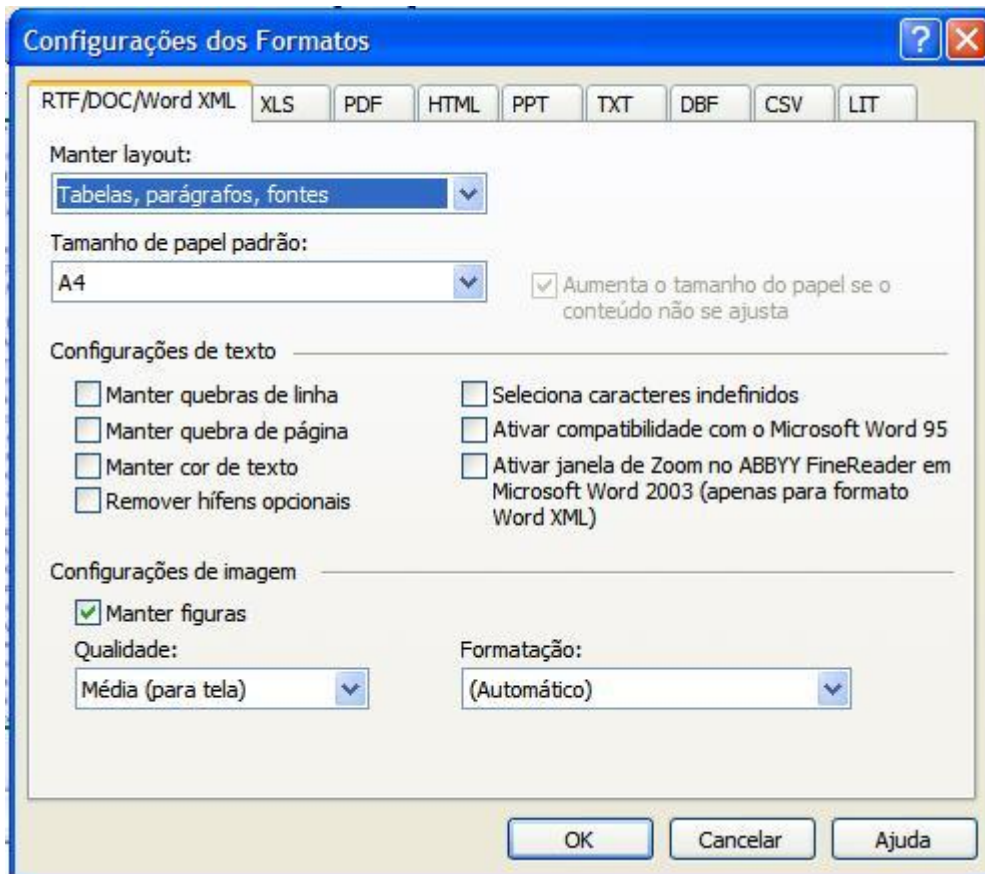 Configurações dos Formatos
RTF/DOC/Word XML XLS PDF HTML PPT TXT DBF CSV LIT
Manter layout:
Tabelas, parágrafos, fontes
Tamanho de papel padrão:
A4
Aumenta o tamanho do papel se o
conteúdo não se ajusta
Configurações de texto
Manter quebras de linha
Manter quebra de página
Manter cor de texto
Remover hífens opcionais
Seleciona caracteres indefinidos
Ativar compatibilidade com o Microsoft Word 95
Ativar janela de Zoom no ABBYY FineReader em
Microsoft Word 2003 (apenas para formato
Word XML)
Configurações de imagem
Manter figuras
Qualidade:
Média (para tela)
Formatação:
(Automático)
OK Cancelar Ajuda